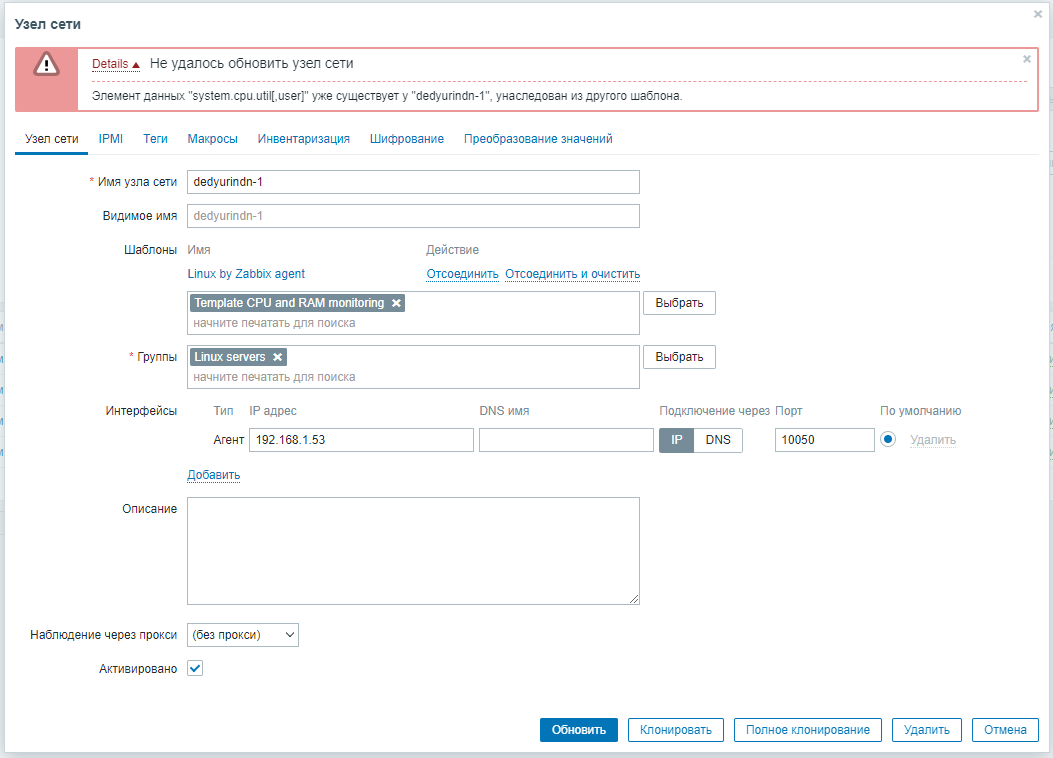 Узел сети
Details Не удалось обновить узел сети
Элемент данных "system.cpu.util[,user]" уже существует у "dedyurindn-1", унаследован из другого шаблона.
Узел сети IPMI Теги Макросы Инвентаризация Шифрование Преобразование значений
* Имя узла сети dedyurindn-1
Видимое имя dedyurindn-1
Шаблоны Имя Действие
Linux by Zabbix agent Отсоединить Отсоединить и очистить
Template CPU and RAM monitoring Выбрать
начните печатать для поиска
* Группы Linux servers Выбрать
начните печатать для поиска
Интерфейсы Тип IP адрес DNS имя Подключение через Порт По умолчанию
Агент 192.168.1.53 IP DNS 10050 Удалить
Добавить
Описание
Наблюдение через прокси (без прокси)
Активировано
Обновить Клонировать Полное клонирование Удалить Отмена